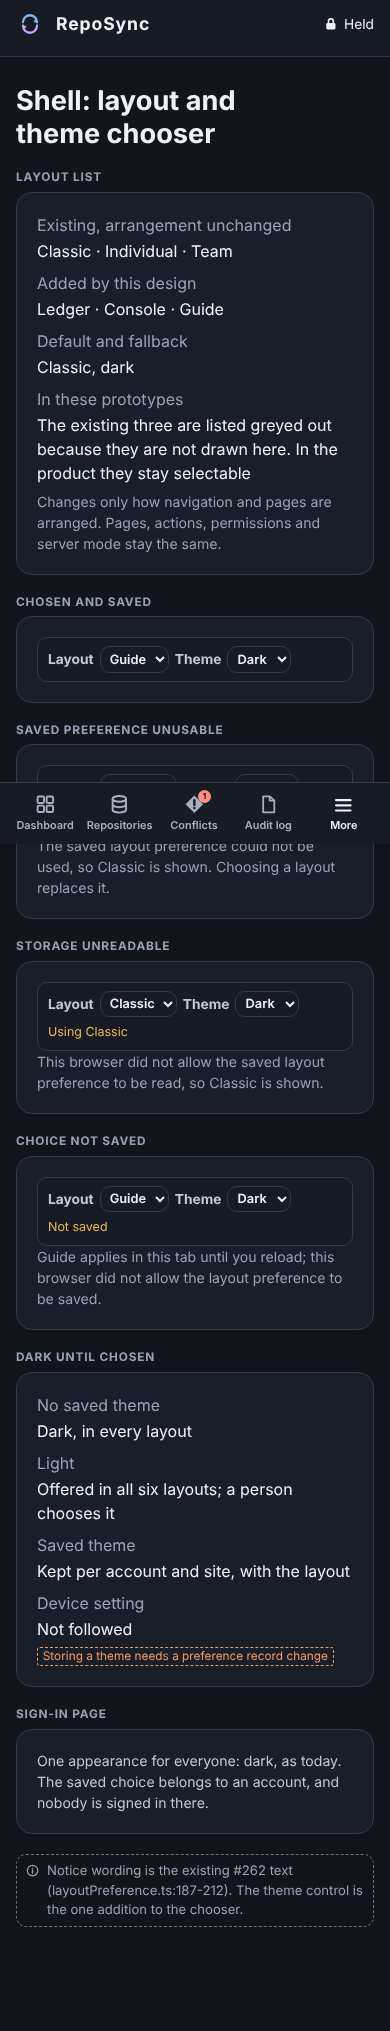 RepoSync
Held
Shell: layout and
theme chooser
LAYOUT LIST
Existing, arrangement unchanged
Classic · Individual · Team
Added by this design
Ledger · Console · Guide
Default and fallback
Classic, dark
In these prototypes
The existing three are listed greyed out
because they are not drawn here. In the
product they stay selectable
Changes only how navigation and pages are
arranged. Pages, actions, permissions and
server mode stay the same.
CHOSEN AND SAVED
Layout Guide Theme Dark
SAVED PREFERENCE UNUSABLE
1
Dashboard Repositories Conflicts Audit log More
The saved layout preference could not be
used, so Classic is shown. Choosing a layout
replaces it.
STORAGE UNREADABLE
Layout Classic Theme Dark
Using Classic
This browser did not allow the saved layout
preference to be read, so Classic is shown.
CHOICE NOT SAVED
Layout Guide Theme Dark
Not saved
Guide applies in this tab until you reload; this
browser did not allow the layout preference to
be saved.
DARK UNTIL CHOSEN
No saved theme
Dark, in every layout
Light
Offered in all six layouts; a person
chooses it
Saved theme
Kept per account and site, with the layout
Device setting
Not followed
Storing a theme needs a preference record change
SIGN-IN PAGE
One appearance for everyone: dark, as today.
The saved choice belongs to an account, and
nobody is signed in there.
Notice wording is the existing #262 text
(layoutPreference.ts:187-212). The theme control is
the one addition to the chooser.